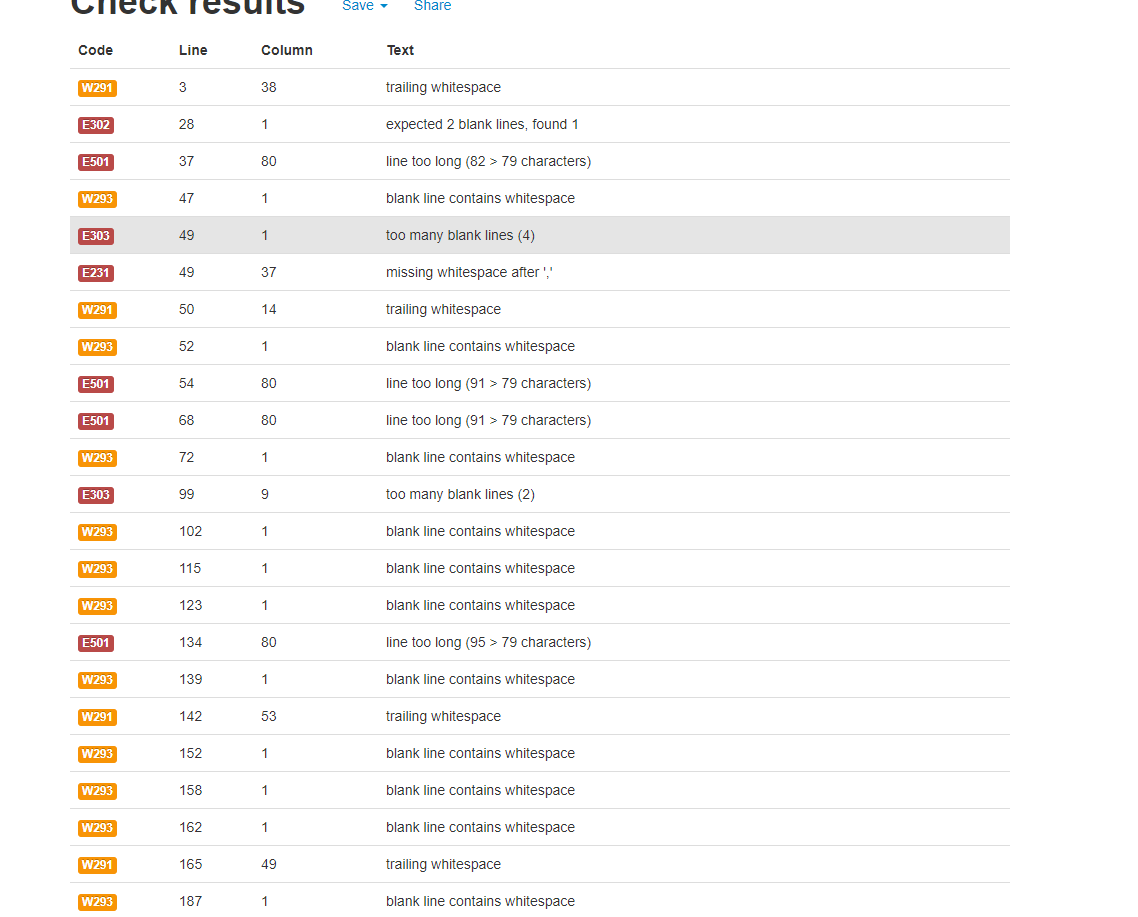 Check results Save Share
Code Line Column Text
W291 3 38 trailing whitespace
E302 28 1 expected 2 blank lines, found 1
E501 37 80 line too long (82 > 79 characters)
W293 47 1 blank line contains whitespace
E303 49 1 too many blank lines (4)
E231 49 37 missing whitespace after ','
W291 50 14 trailing whitespace
W293 52 1 blank line contains whitespace
E501 54 80 line too long (91 > 79 characters)
E501 68 80 line too long (91 > 79 characters)
W293 72 1 blank line contains whitespace
E303 99 9 too many blank lines (2)
W293 102 1 blank line contains whitespace
W293 115 1 blank line contains whitespace
W293 123 1 blank line contains whitespace
E501 134 80 line too long (95 > 79 characters)
W293 139 1 blank line contains whitespace
W291 142 53 trailing whitespace
W293 152 1 blank line contains whitespace
W293 158 1 blank line contains whitespace
W293 162 1 blank line contains whitespace
W291 165 49 trailing whitespace
W293 187 1 blank line contains whitespace